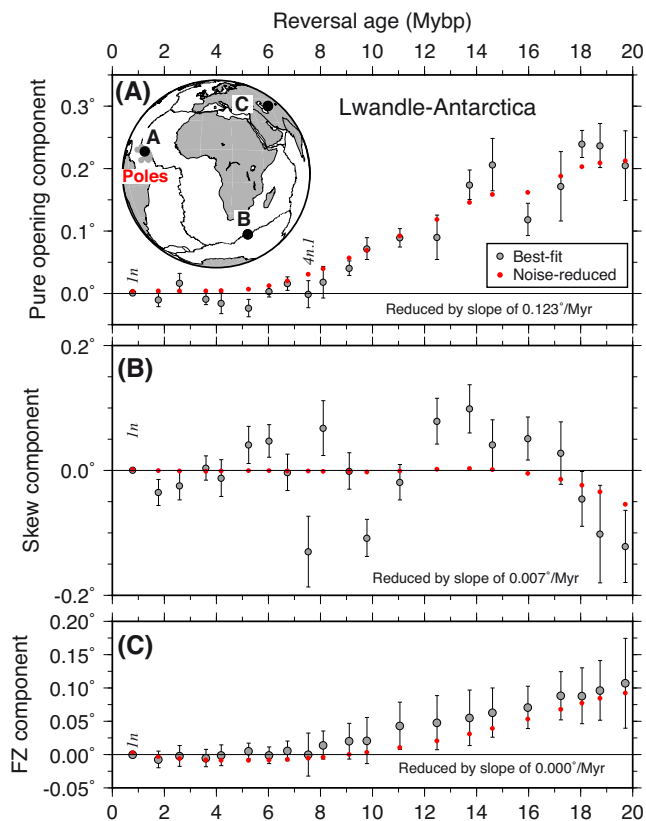 Reversal age (Mybp)
0 2 4 6 8 10 12 14 16 18 20
(A)
Lwandle-Antarctica
C
A
Poles
B
1n
4n.1
Best-fit
Noise-reduced
Reduced by slope of 0.123°/Myr
Pure opening component
0.3°
0.2°
0.1°
0.0°
(B)
1n
Reduced by slope of 0.007°/Myr
Skew component
0.2°
0.0°
-0.2°
(C)
1n
Reduced by slope of 0.000°/Myr
FZ component
0.20°
0.15°
0.10°
0.05°
0.00°
-0.05°
0 2 4 6 8 10 12 14 16 18 20